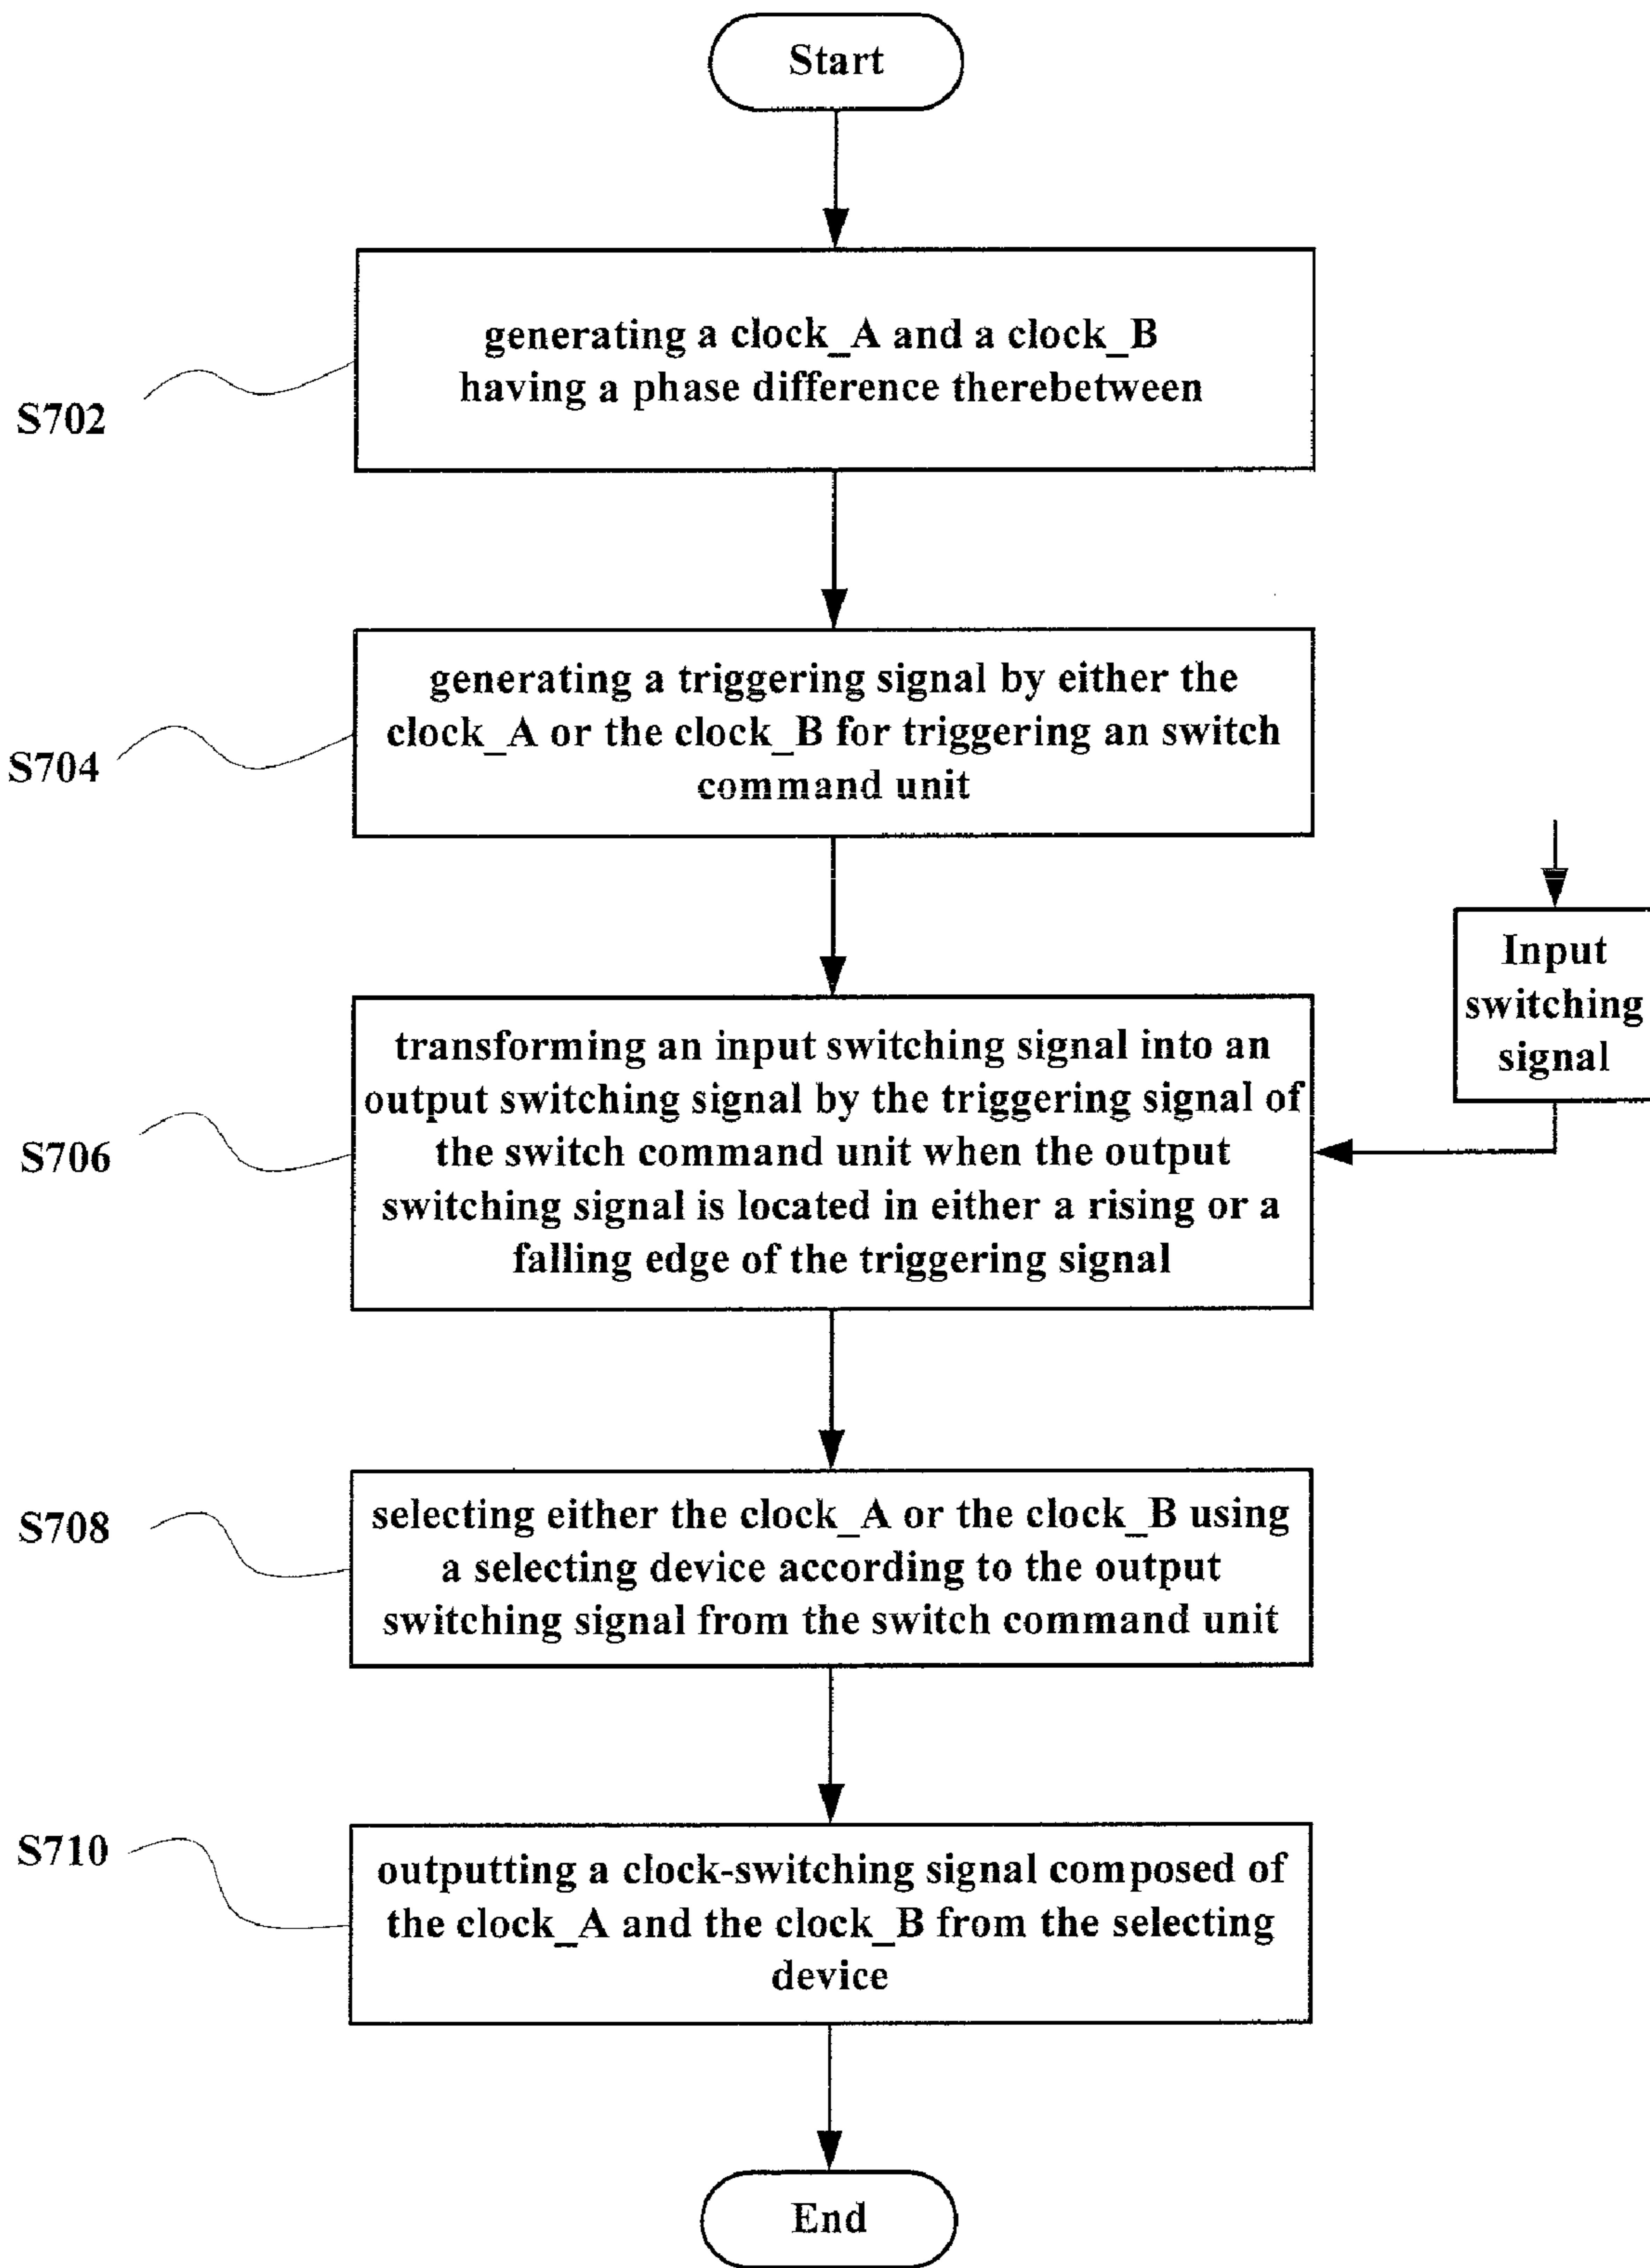 Start
S702
generating a clock_A and a clock_B
having a phase difference therebetween
S704
generating a triggering signal by either the
clock_A or the clock_B for triggering an switch
command unit
Input
switching
signal
S706
transforming an input switching signal into an
output switching signal by the triggering signal of
the switch command unit when the output
switching signal is located in either a rising or a
falling edge of the triggering signal
S708
selecting either the clock_A or the clock_B using
a selecting device according to the output
switching signal from the switch command unit
S710
outputting a clock-switching signal composed of
the clock_A and the clock_B from the selecting
device
End